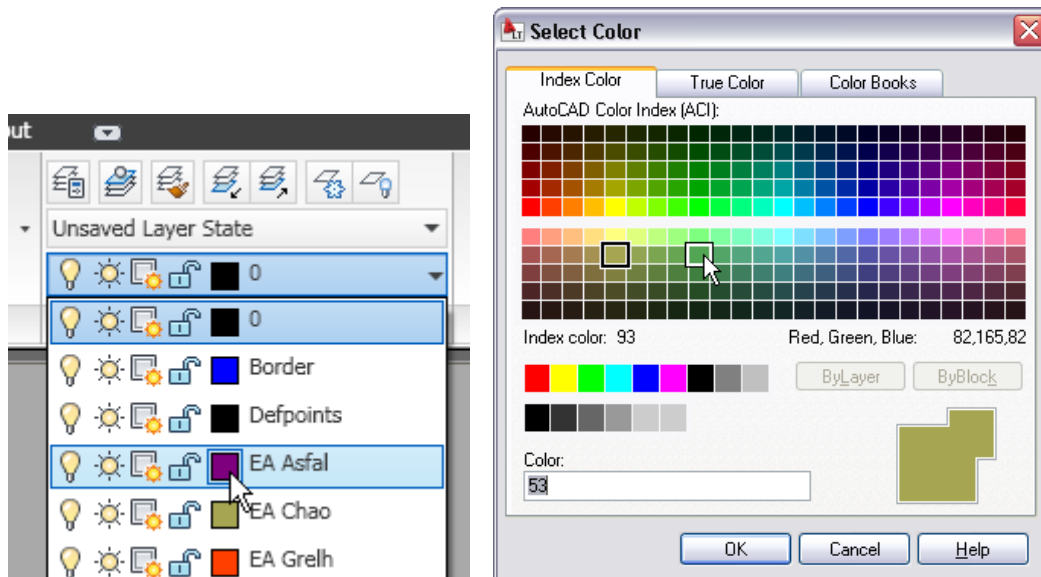 out
Unsaved Layer State
0
0
Border
Defpoints
EA Asfal
EA Chao
EA Grelh
LT Select Color
Index Color True Color Color Books
AutoCAD Color Index (ACI):
Index color: 93 Red, Green, Blue: 82,165,82
ByLayer ByBlock
Color:
53
OK Cancel Help